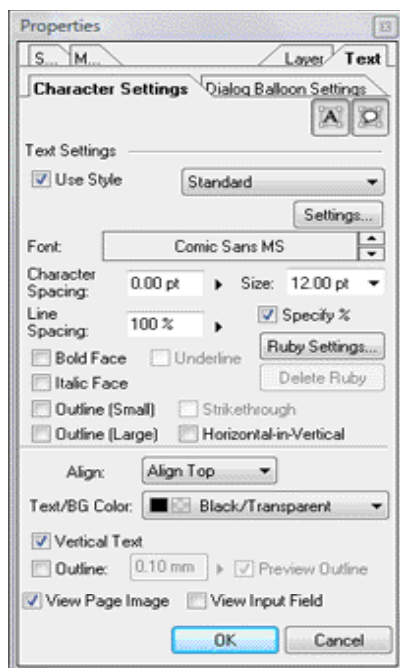 Properties
S... M... Layer Text
Character Settings Dialog Balloon Settings
A
Text Settings
Use Style Standard
Settings...
Font: Comic Sans MS
Character Spacing: 0.00 pt Size: 12.00 pt
Line Spacing: 100 % Specify %
Bold Face Underline Ruby Settings...
Italic Face Delete Ruby
Outline (Small) Strikethrough
Outline (Large) Horizontal-in-Vertical
Align: Align Top
Text/BG Color: Black/Transparent
Vertical Text
Outline: 0.10 mm Preview Outline
View Page Image View Input Field
OK Cancel